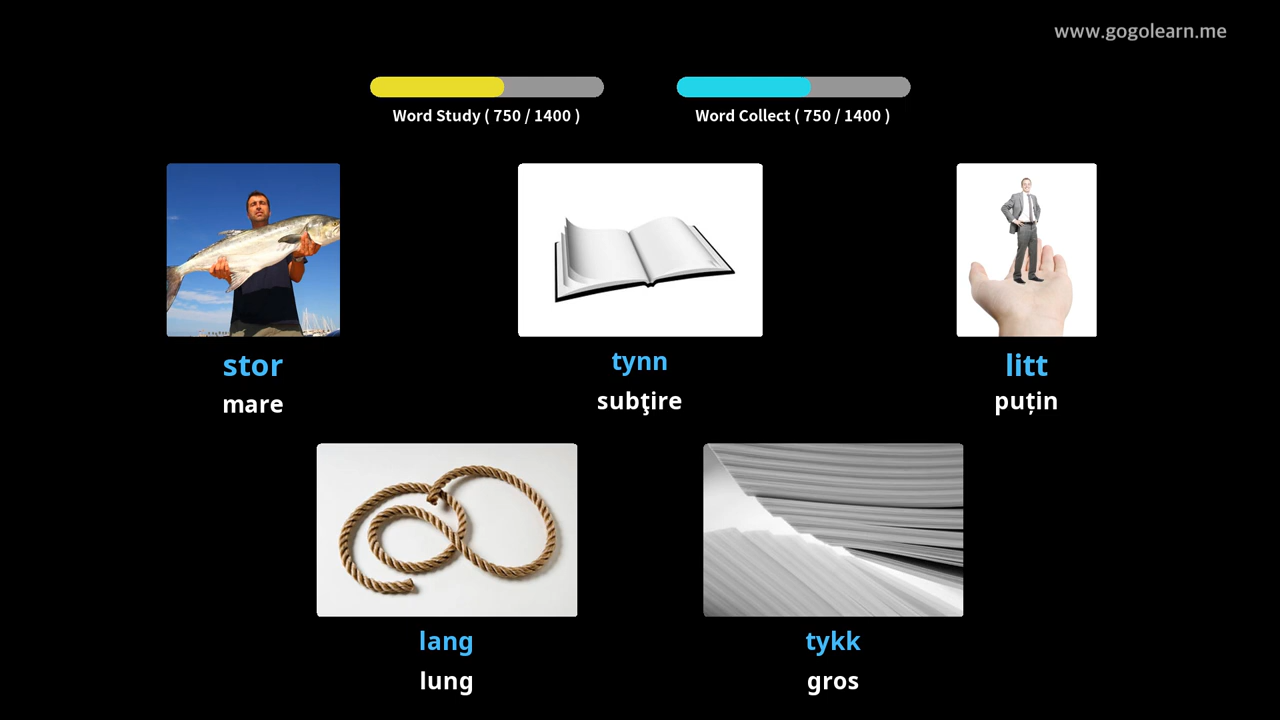 www.gogolearn.me
Word Study ( 750 / 1400 )
Word Collect ( 750 / 1400 )
stor
mare
tynn
subţire
litt
puțin
lang
lung
tykk
gros